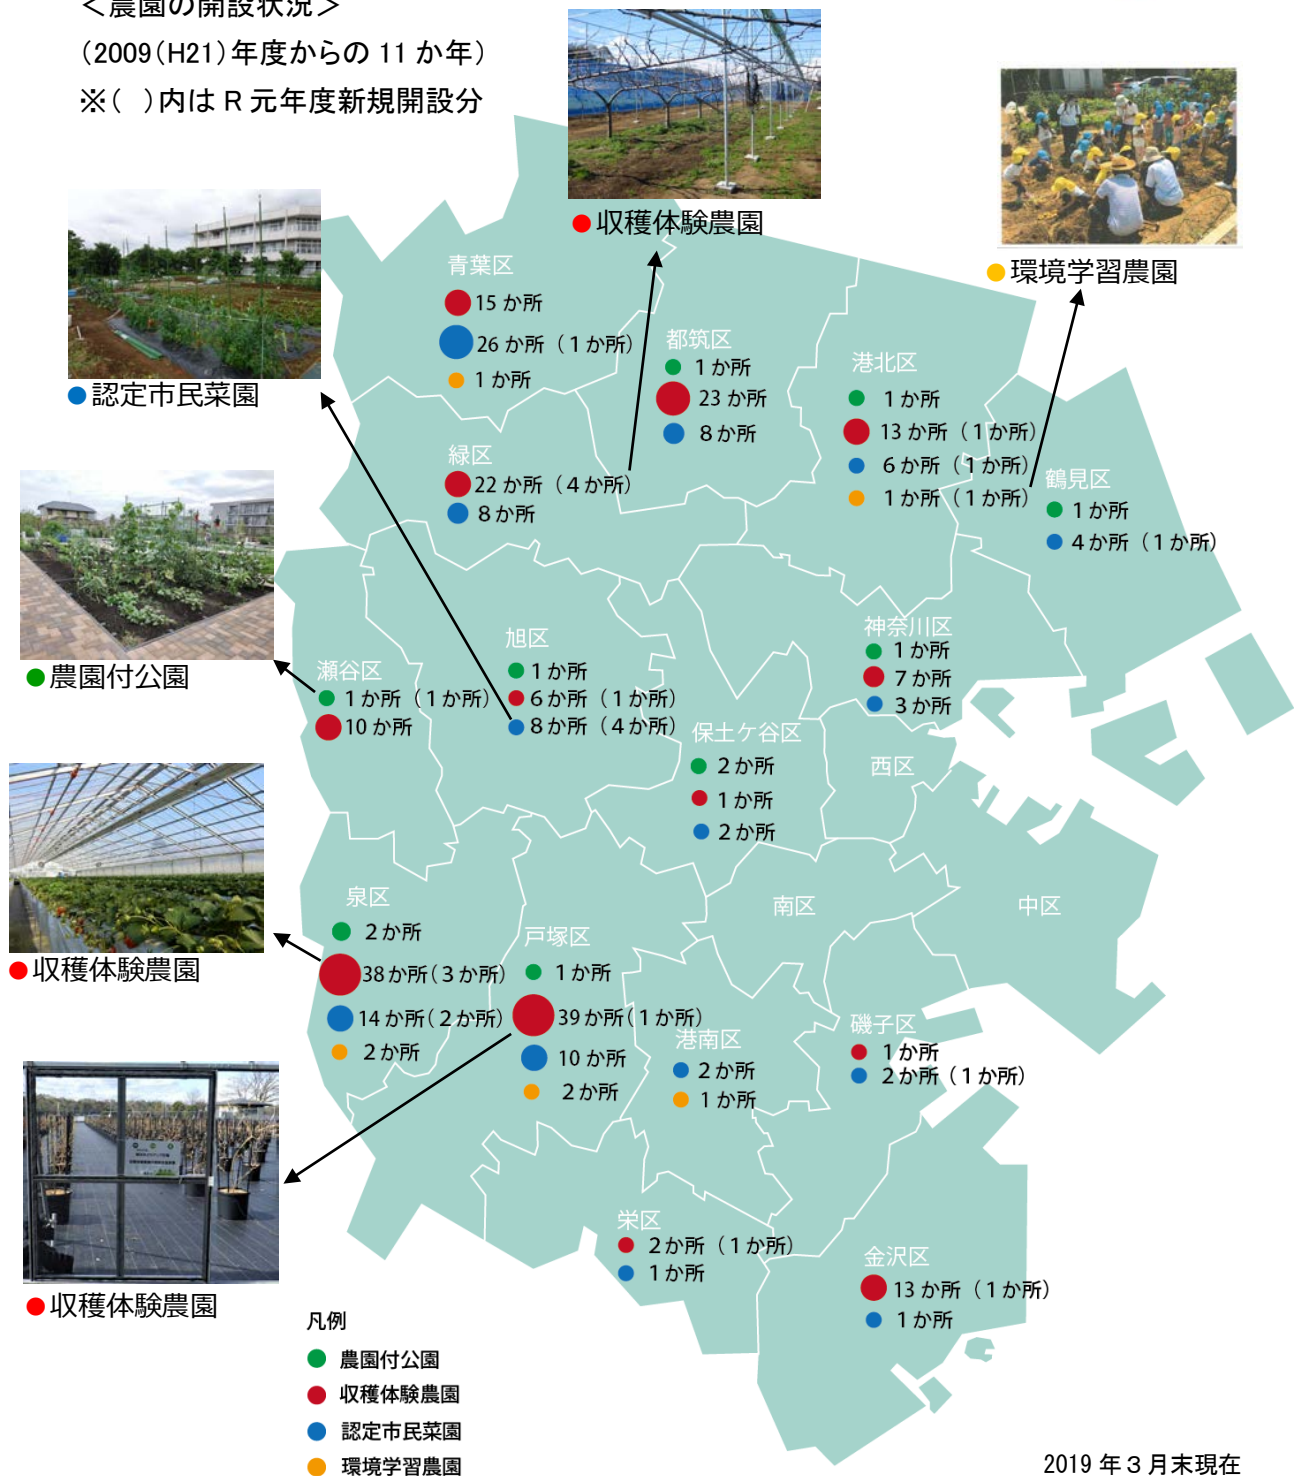 ＜農園の開設状況＞
（2009（H21）年度からの 11 か年）
※（　）内は R 元年度新規開設分
収穫体験農園
環境学習農園
認定市民菜園
農園付公園
収穫体験農園
収穫体験農園
青葉区
15 か所
26 か所（1 か所）
1 か所
都筑区
1 か所
23 か所
8 か所
港北区
1 か所
13 か所（1 か所）
6 か所（1 か所）
1 か所（1 か所）
鶴見区
1 か所
4 か所（1 か所）
緑区
22 か所（4 か所）
8 か所
旭区
1 か所
6 か所（1 か所）
8 か所（4 か所）
瀬谷区
1 か所（1 か所）
10 か所
神奈川区
1 か所
7 か所
3 か所
保土ケ谷区
2 か所
1 か所
2 か所
西区
南区
中区
泉区
2 か所
38 か所（3 か所）
14 か所（2 か所）
2 か所
戸塚区
1 か所
39 か所（1 か所）
10 か所
2 か所
港南区
2 か所
1 か所
磯子区
1 か所
2 か所（1 か所）
栄区
2 か所（1 か所）
1 か所
金沢区
13 か所（1 か所）
1 か所
凡例
農園付公園
収穫体験農園
認定市民菜園
環境学習農園
2019 年３月末現在